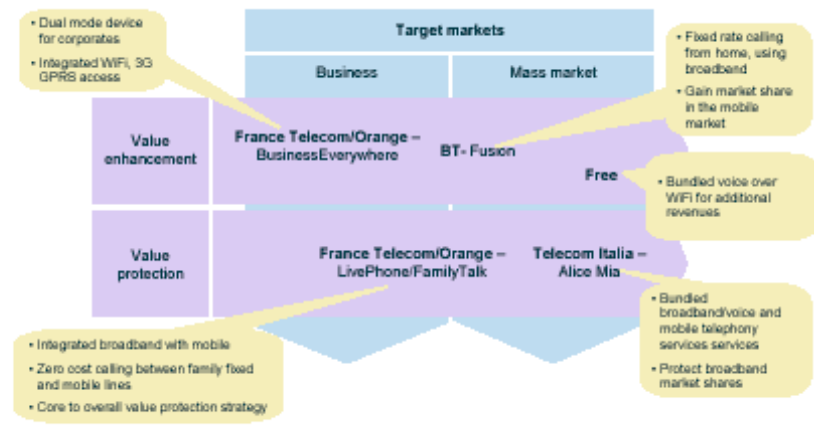 • Dual mode device
for corporates
• Integrated WiFi, 3G
GPRS access
Target markets
Business
Mass market
• Fixed rate calling
from home, using
broadband
• Gain market share
in the mobile
market
Value
enhancement
France Telecom/Orange –
BusinessEverywhere
BT- Fusion
Free
• Bundled voice over
WiFi for additional
revenues
Value
protection
France Telecom/Orange –
LivePhone/FamilyTalk
Telecom Italia –
Alice Mia
• Bundled
broadband/voice and
mobile telephony
services services
• Protect broadband
market shares
• Integrated broadband with mobile
• Zero cost calling between family fixed
and mobile lines
• Core to overall value protection strategy